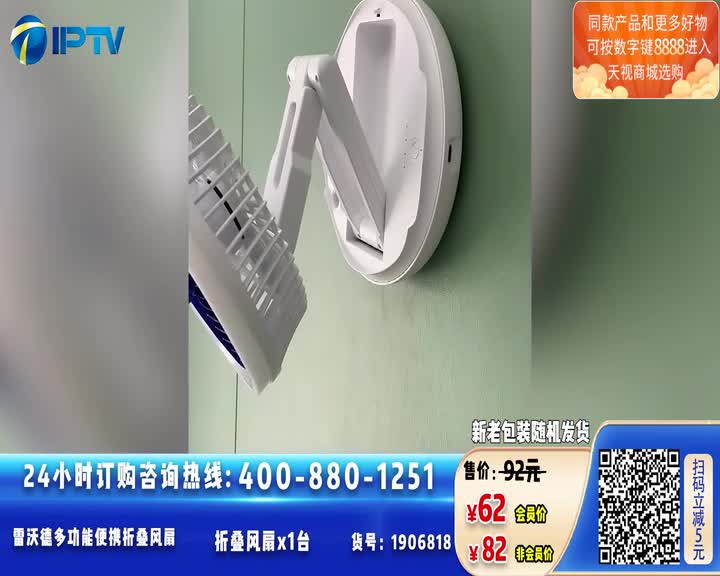 IPTV
同款产品和更多好物
可按数字键8888进入
天视商城选购
新老包装随机发货
24小时订购咨询热线:400-880-1251
售价:92元
¥62 会员价
¥82 非会员价
雷沃德多功能便携折叠风扇
折叠风扇x1台
货号:1906818
扫码立减5元